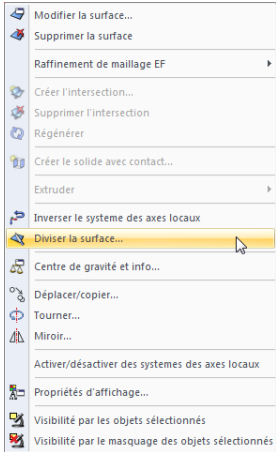 Modifier la surface...
Supprimer la surface
Raffinement de maillage EF
Créer l'intersection...
Supprimer l'intersection
Régénérer
Créer le solide avec contact...
Extruder
Inverser le systeme des axes locaux
Diviser la surface...
Centre de gravité et info...
Déplacer/copier...
Tourner...
Miroir...
Activer/désactiver des systemes des axes locaux
Propriétés d'affichage...
Visibilité par les objets sélectionnés
Visibilité par le masquage des objets sélectionnés